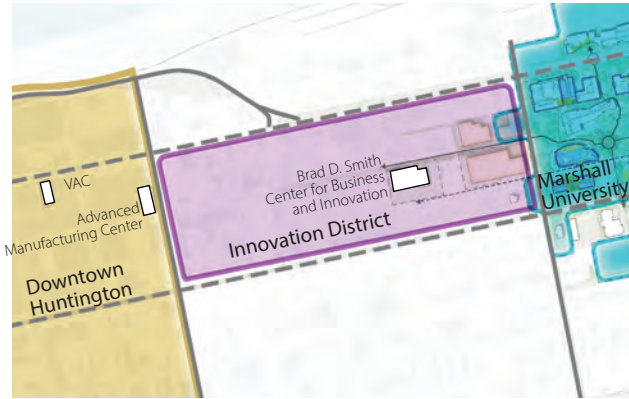 Brad D. Smith
Center for Business
and Innovation
Marshall
University
VAC
Advanced
Manufacturing Center
Innovation District
Downtown
Huntington